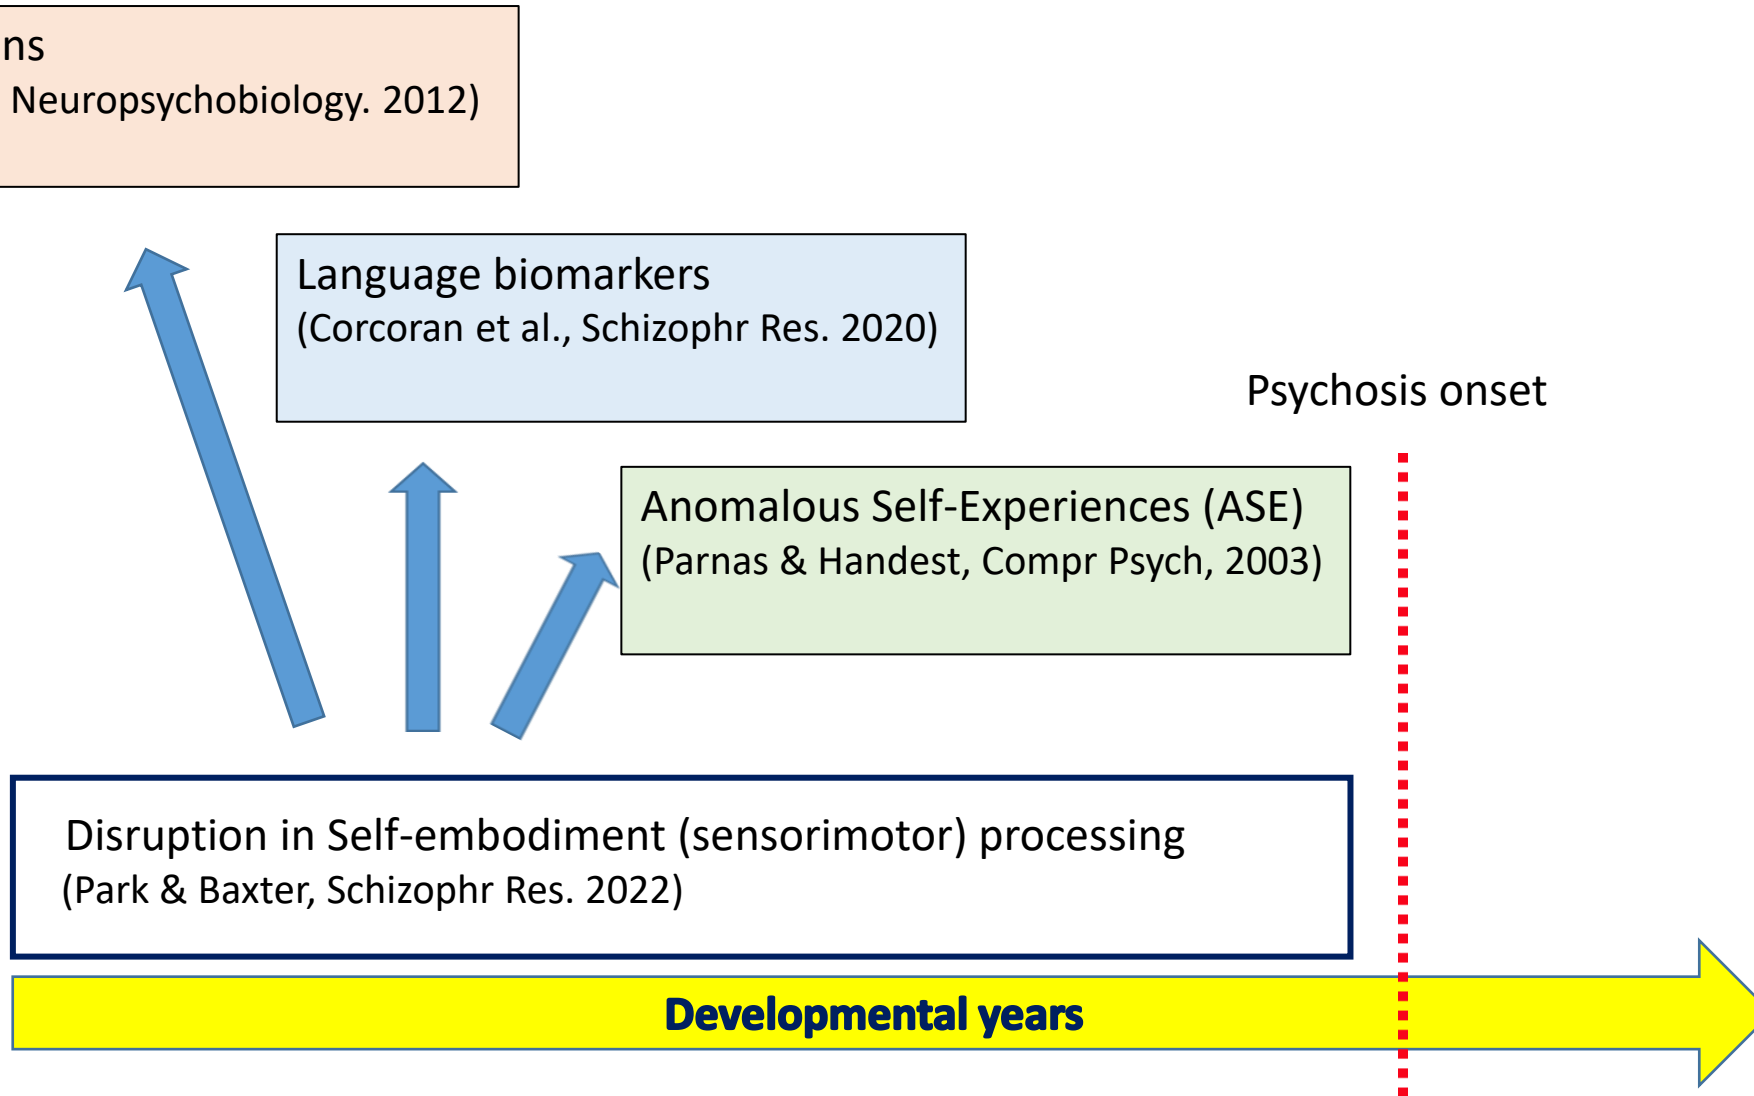 ns
Neuropsychobiology. 2012)
Language biomarkers
(Corcoran et al., Schizophr Res. 2020)
Psychosis onset
Anomalous Self-Experiences (ASE)
(Parnas & Handest, Compr Psych, 2003)
Disruption in Self-embodiment (sensorimotor) processing
(Park & Baxter, Schizophr Res. 2022)
Developmental years